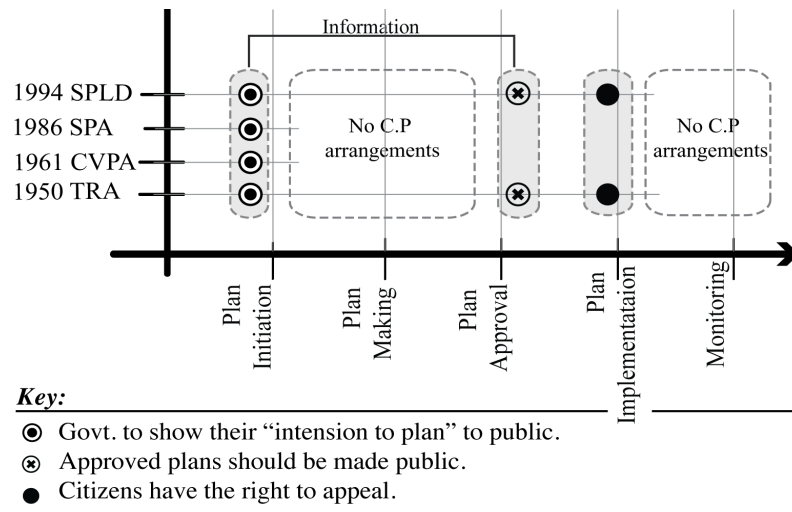 Information
1994 SPLD
1986 SPA
1961 CVPA
1950 TRA
No C.P
arrangements
No C.P
arrangements
Plan
Initiation
Plan
Making
Plan
Approval
Plan
Implementataion
Monitoring
Key:
Govt. to show their “intension to plan” to public.
Approved plans should be made public.
Citizens have the right to appeal.